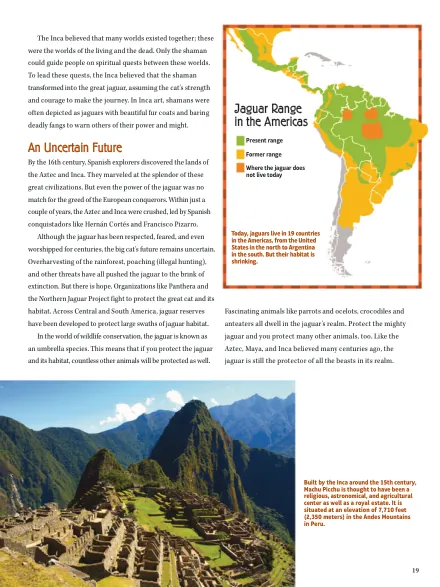 The Inca believed that many worlds existed together; these
were the worlds of the living and the dead. Only the shaman
could guide people on spiritual quests between these worlds.
To lead these quests, the Inca believed that the shaman
transformed into the great jaguar, assuming the cat's strength
and courage to make the journey. In Inca art, shamans were
often depicted as jaguars with beautiful fur coats and baring
deadly fangs to warn others of their power and might.
An Uncertain Future
By the 16th century, Spanish explorers discovered the lands of
the Aztec and Inca. They marveled at the splendor of these
great civilizations. But even the power of the jaguar was no
match for the greed of the European conquerors. Within just a
couple of years, the Aztec and Inca were crushed, led by Spanish
conquistadors like Hernán Cortés and Francisco Pizarro.
Although the jaguar has been respected, feared, and even
worshipped for centuries, the big cat's future remains uncertain.
Overharvesting of the rainforest, poaching (illegal hunting),
and other threats have all pushed the jaguar to the brink of
extinction. But there is hope. Organizations like Panthera and
the Northern Jaguar Project fight to protect the great cat and its
habitat. Across Central and South America, jaguar reserves
have been developed to protect large swaths of jaguar habitat.
In the world of wildlife conservation, the jaguar is known as
an umbrella species. This means that if you protect the jaguar
and its habitat, countless other animals will be protected as well.
Jaguar Range
in the Americas
Present range
Former range
Where the jaguar does
not live today
Today, jaguars live in 19 countries
in the Americas, from the United
States in the north to Argentina
in the south. But their habitat is
shrinking.
Fascinating animals like parrots and ocelots, crocodiles and
anteaters all dwell in the jaguar's realm. Protect the mighty
jaguar and you protect many other animals, too. Like the
Aztec, Maya, and Inca believed many centuries ago, the
jaguar is still the protector of all the beasts in its realm.
Built by the Inca around the 15th century,
Machu Picchu is thought to have been a
religious, astronomical, and agricultural
center as well as a royal estate. It is
situated at an elevation of 7,710 feet
(2,350 meters) in the Andes Mountains
in Peru.
19